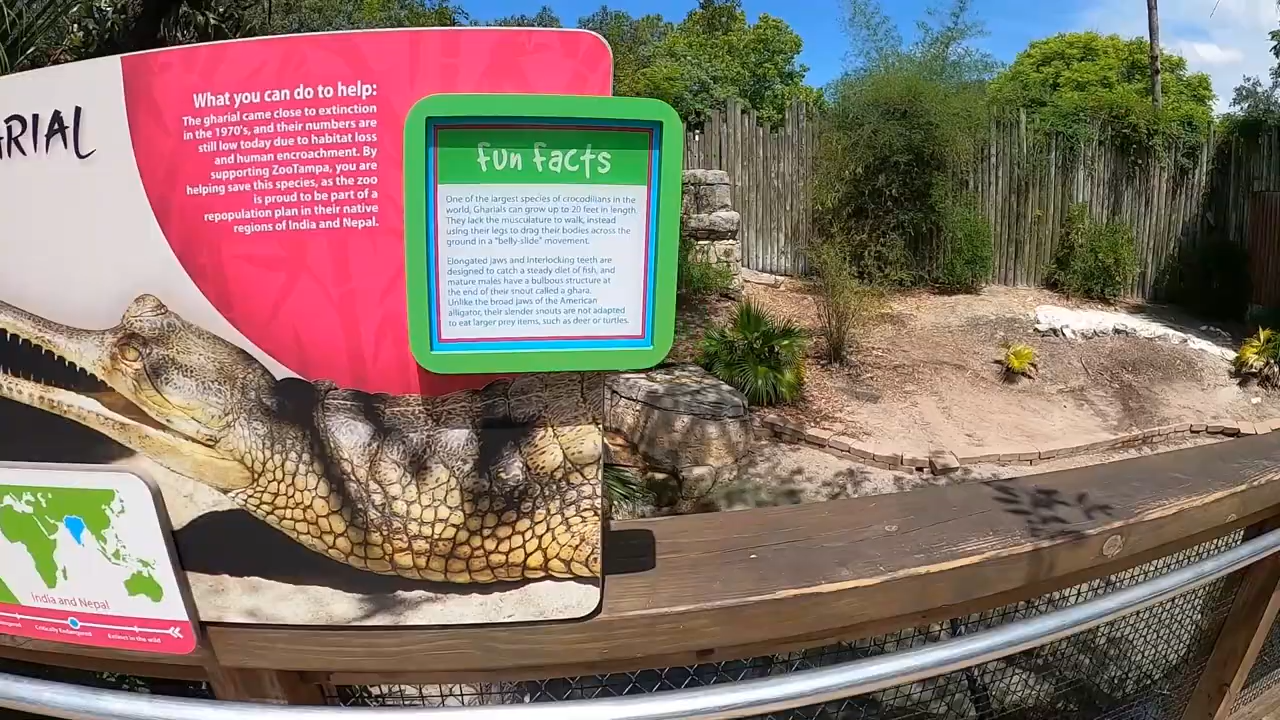 What you can do to help:
The gharial came close to extinction
in the 1970's, and their numbers are
still low today due to habitat loss
and human encroachment. By
supporting ZooTampa, you are
helping save this species, as the zoo
is proud to be part of a
repopulation plan in their native
regions of India and Nepal.
RIAL
Fun Facts
One of the largest species of crocodilians in the
world, Gharials can grow up to 20 feet in length.
They lack the musculature to walk, instead
using their legs to drag their bodies across the
ground in a "belly-slide" movement.
Elongated jaws and interlocking teeth are
designed to catch a steady diet of fish, and
mature males have a bulbous structure at
the end of their snout called a ghara.
Unlike the broad jaws of the American
alligator, their slender snouts are not adapted
to eat larger prey items, such as deer or turtles.
India and Nepal
Critically Endangered
Extinct in the wild